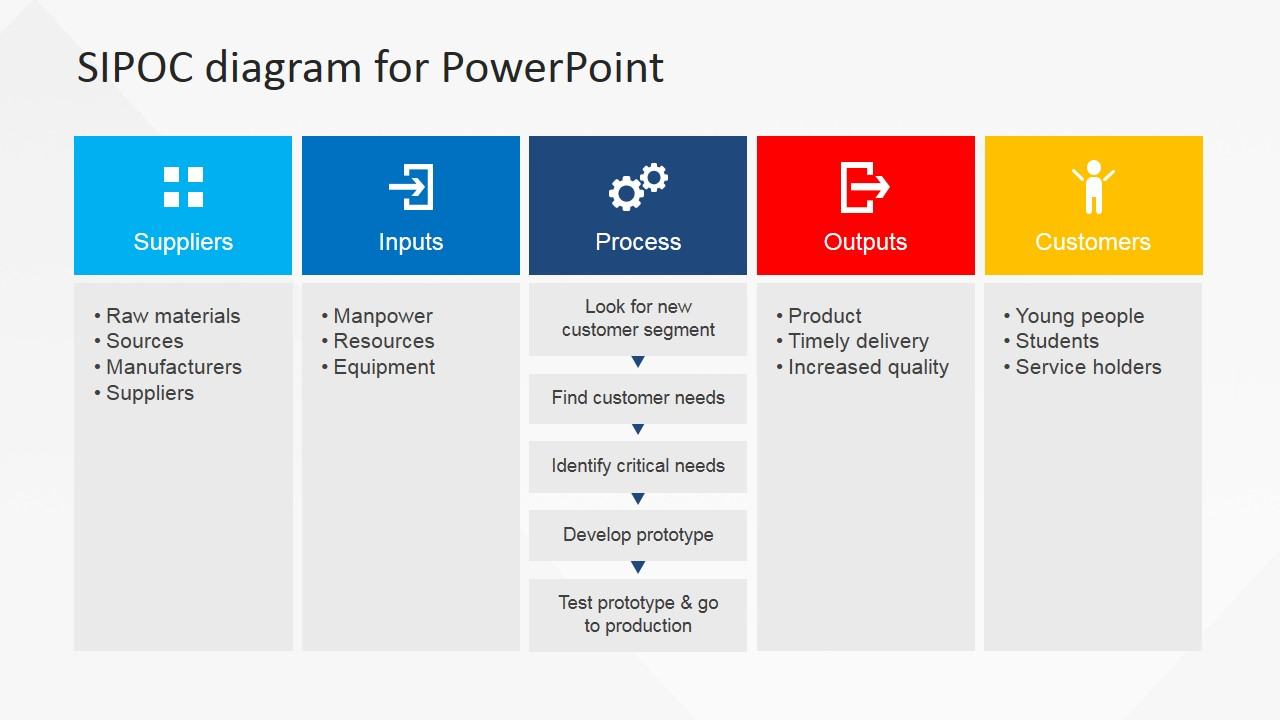 SIPOC diagram for PowerPoint
Suppliers
• Raw materials
• Sources
• Manufacturers
• Suppliers
Inputs
• Manpower
• Resources
• Equipment
Process
Look for new
customer segment
Find customer needs
Identify critical needs
Develop prototype
Test prototype & go
to production
Outputs
• Product
• Timely delivery
• Increased quality
Customers
• Young people
• Students
• Service holders